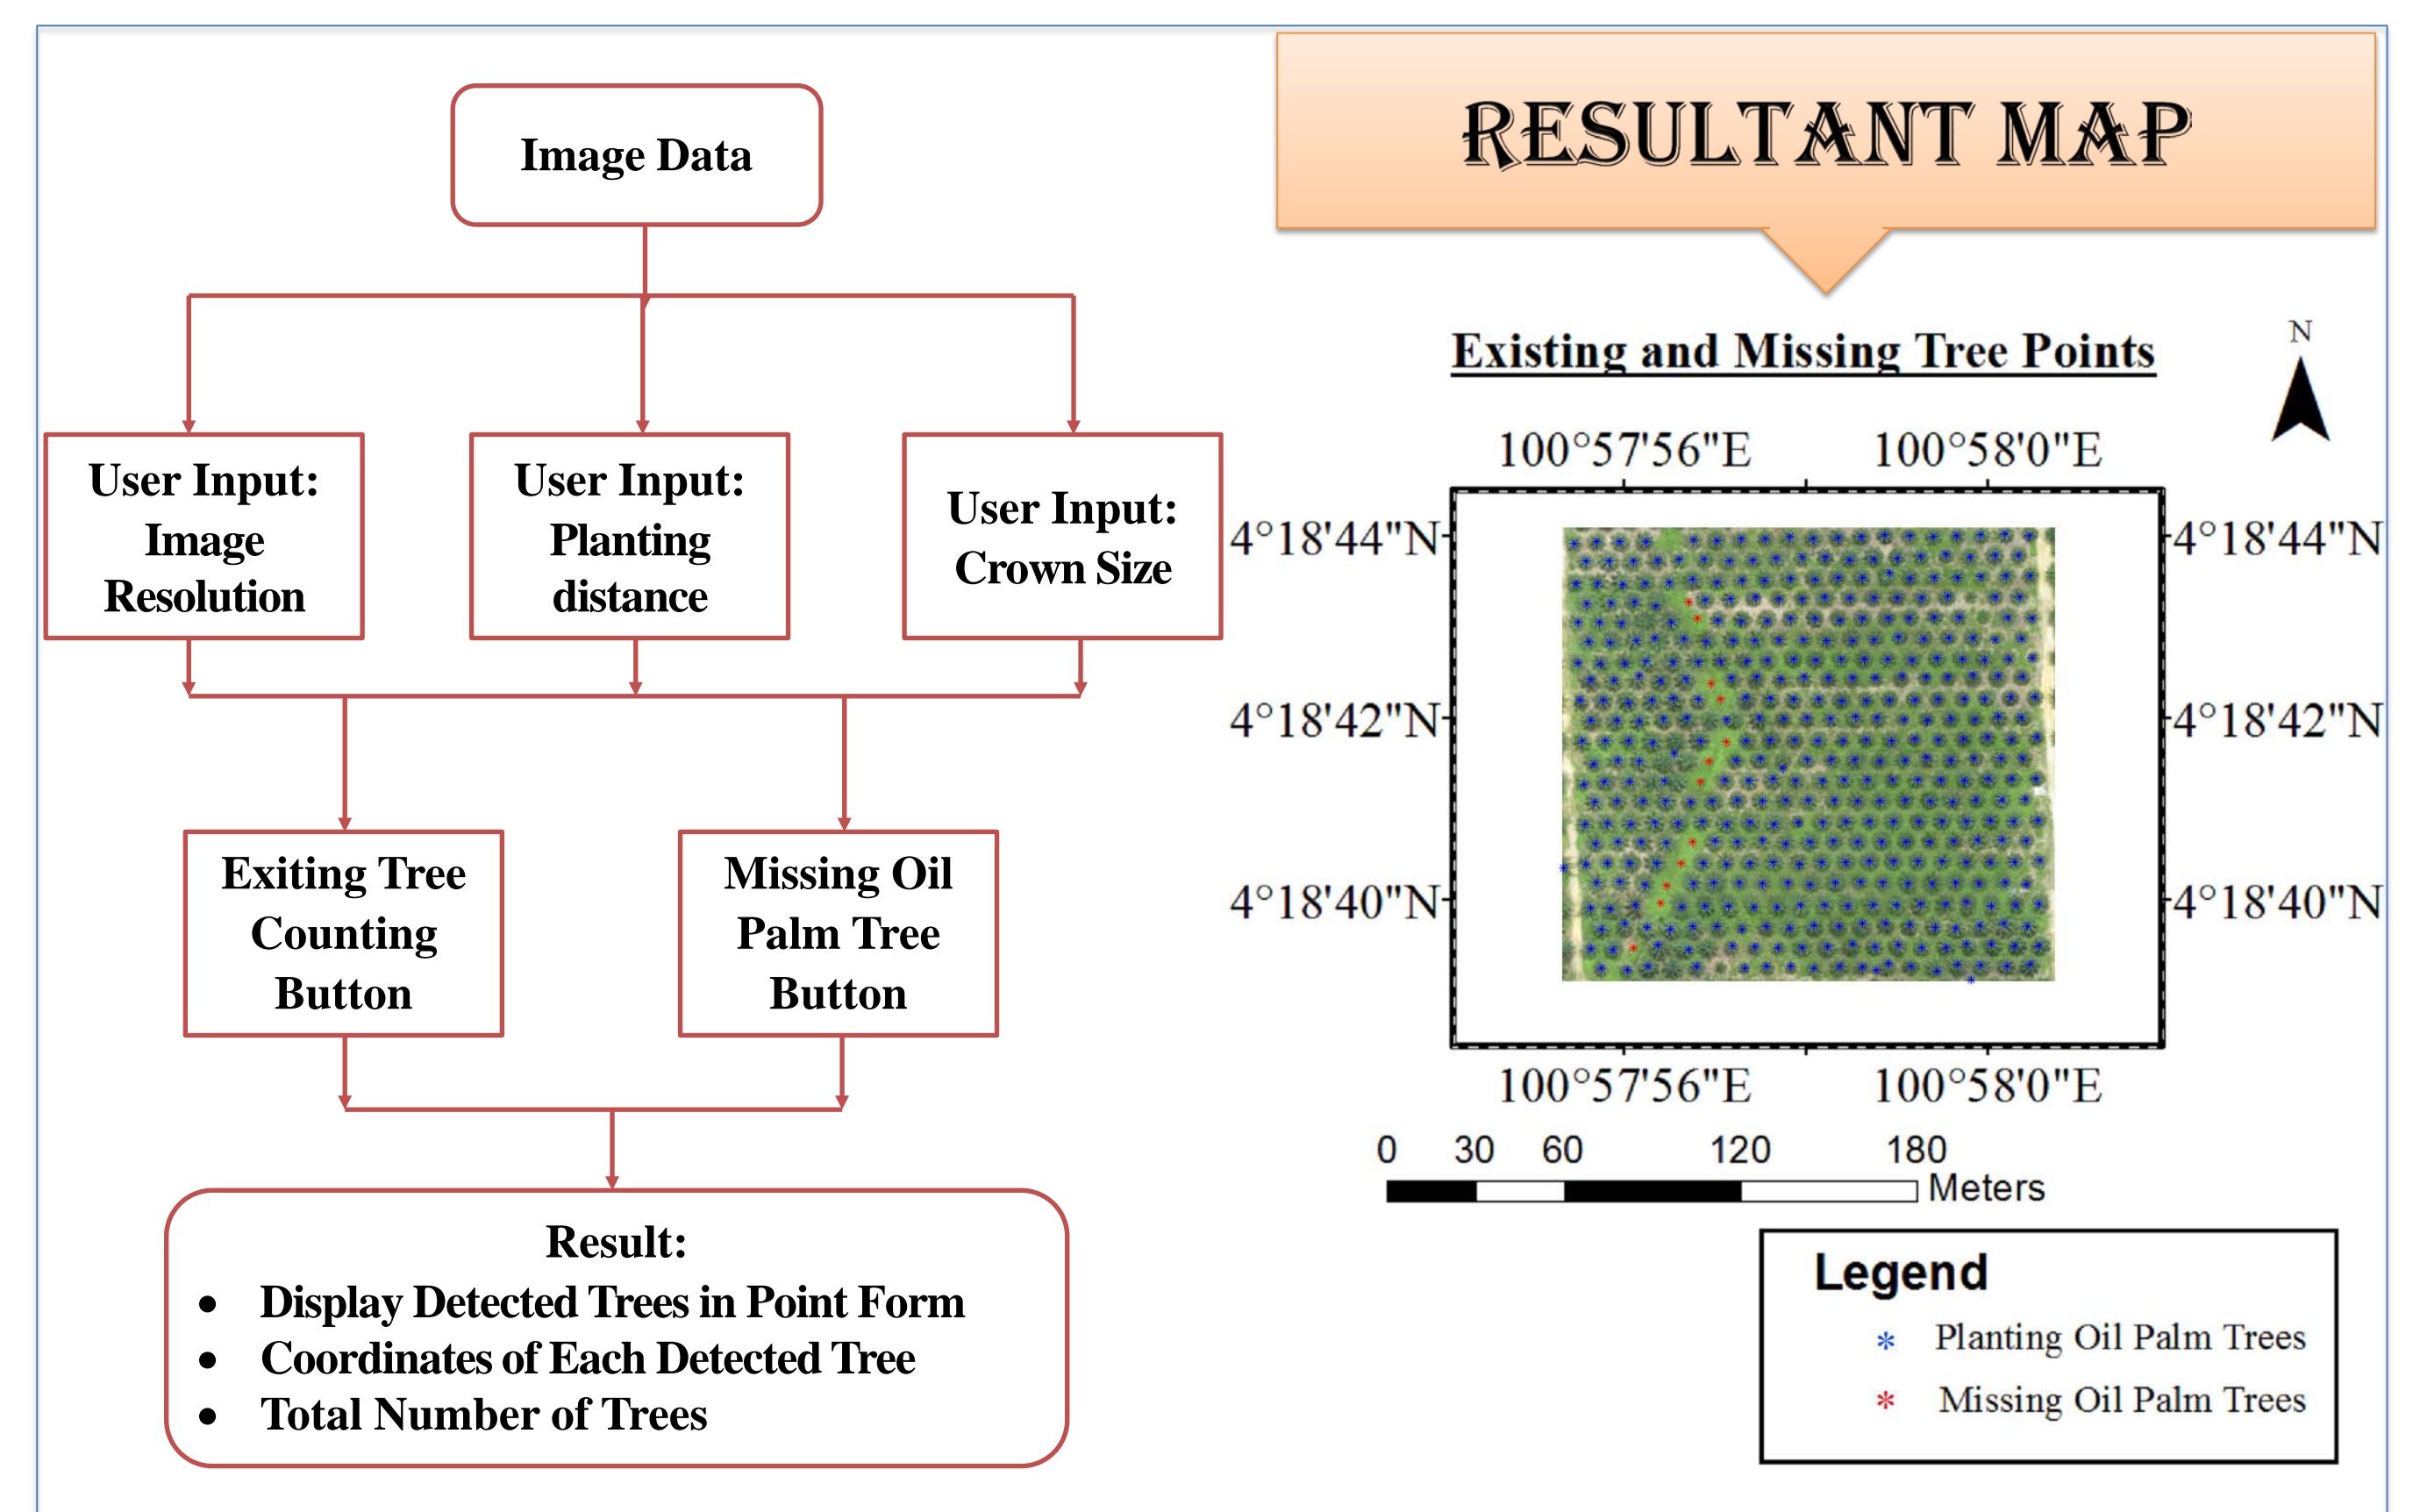 Image Data
User Input:
Image
Resolution
User Input:
Planting
distance
User Input:
Crown Size
Exiting Tree
Counting
Button
Missing Oil
Palm Tree
Button
Result:
• Display Detected Trees in Point Form
• Coordinates of Each Detected Tree
• Total Number of Trees
RESULTANT MAP
Existing and Missing Tree Points
N
100°57'56"E 100°58'0"E
4°18'44"N 4°18'44"N
4°18'42"N 4°18'42"N
4°18'40"N 4°18'40"N
100°57'56"E 100°58'0"E
0 30 60 120 180
Meters
Legend
* Planting Oil Palm Trees
* Missing Oil Palm Trees